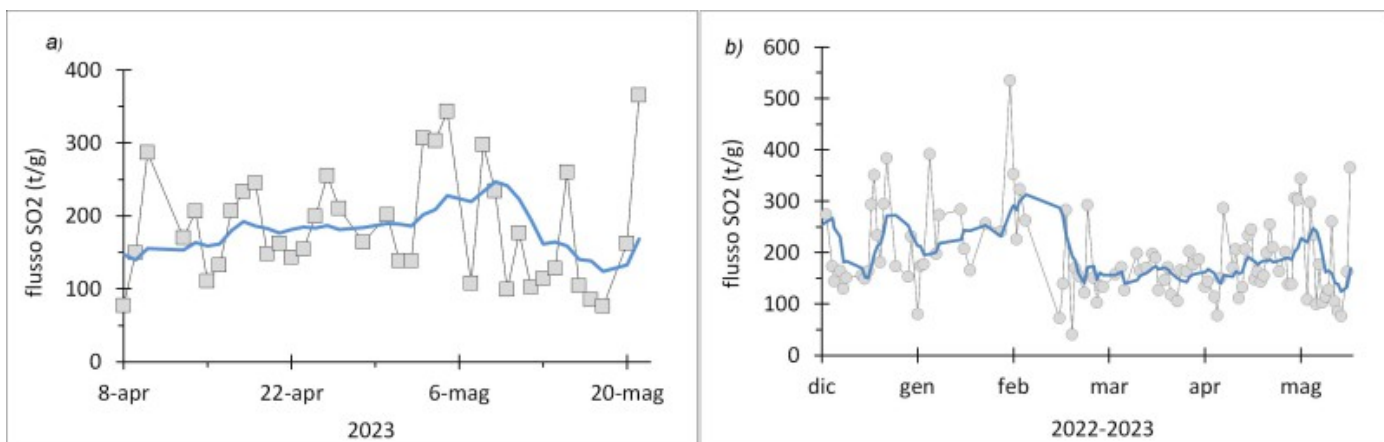 a)
400
300
200
100
0
flusso SO2 (t/g)
8-apr 22-apr 6-mag 20-mag
2023
b)
600
500
400
300
200
100
0
flusso SO2 (t/g)
dic gen feb mar apr mag
2022-2023